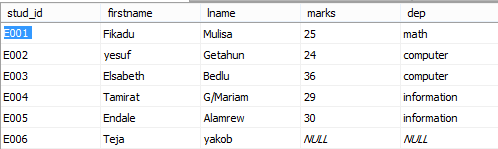 stud_id firstname lname marks dep
E001 Fikadu Mulisa 25 math
E002 yesuf Getahun 24 computer
E003 Elsabeth Bedlu 36 computer
E004 Tamirat G/Mariam 29 information
E005 Endale Alamrew 30 information
E006 Teja yakob NULL NULL